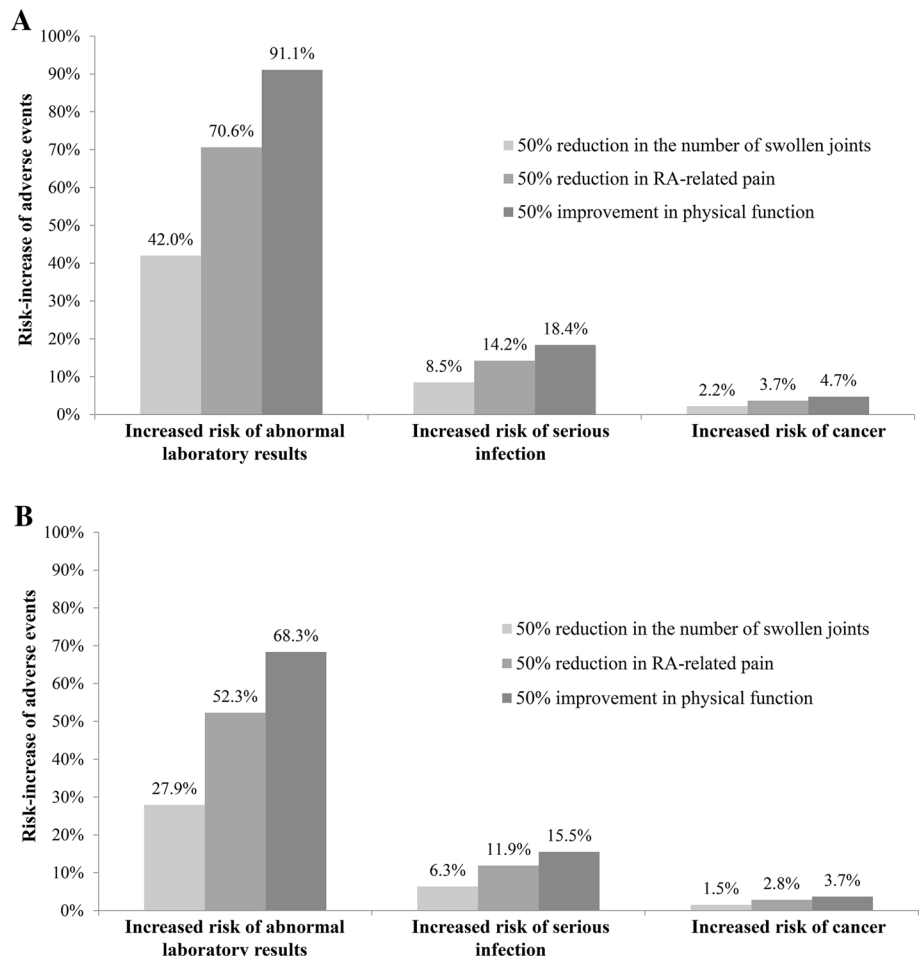 A
Risk-increase of adverse events
100%
90%
80%
70%
60%
50%
40%
30%
20%
10%
0%
42.0%
70.6%
91.1%
8.5%
14.2%
18.4%
2.2%
3.7%
4.7%
50% reduction in the number of swollen joints
50% reduction in RA-related pain
50% improvement in physical function
Increased risk of abnormal
laboratory results
Increased risk of serious
infection
Increased risk of cancer
B
Risk-increase of adverse events
100%
90%
80%
70%
60%
50%
40%
30%
20%
10%
0%
27.9%
52.3%
68.3%
6.3%
11.9%
15.5%
1.5%
2.8%
3.7%
50% reduction in the number of swollen joints
50% reduction in RA-related pain
50% improvement in physical function
Increased risk of abnormal
laboratory results
Increased risk of serious
infection
Increased risk of cancer